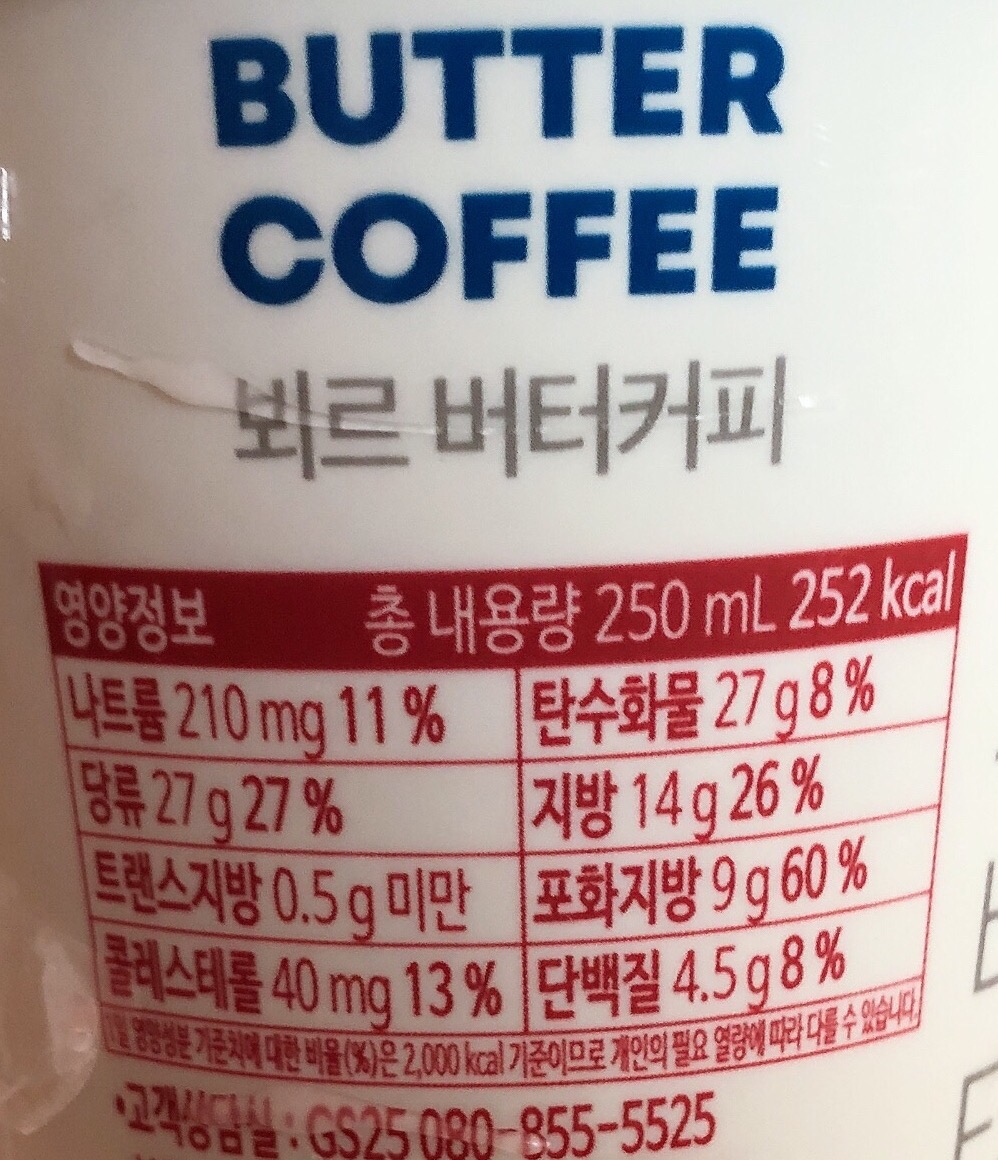 BUTTER
COFFEE
뵈르 버터커피
영양정보 총 내용량 250 mL 252 kcal
나트륨 210 mg 11 % 탄수화물 27 g 8 %
당류 27 g 27 % 지방 14 g 26 %
트랜스지방 0.5 g 미만 포화지방 9 g 60 %
콜레스테롤 40 mg 13 % 단백질 4.5 g 8 %
1일 영양성분 기준치에 대한 비율(%)은 2,000 kcal 기준이므로 개인의 필요 열량에 따라 다를 수 있습니다.
•고객상담실 : GS25 080-855-5525